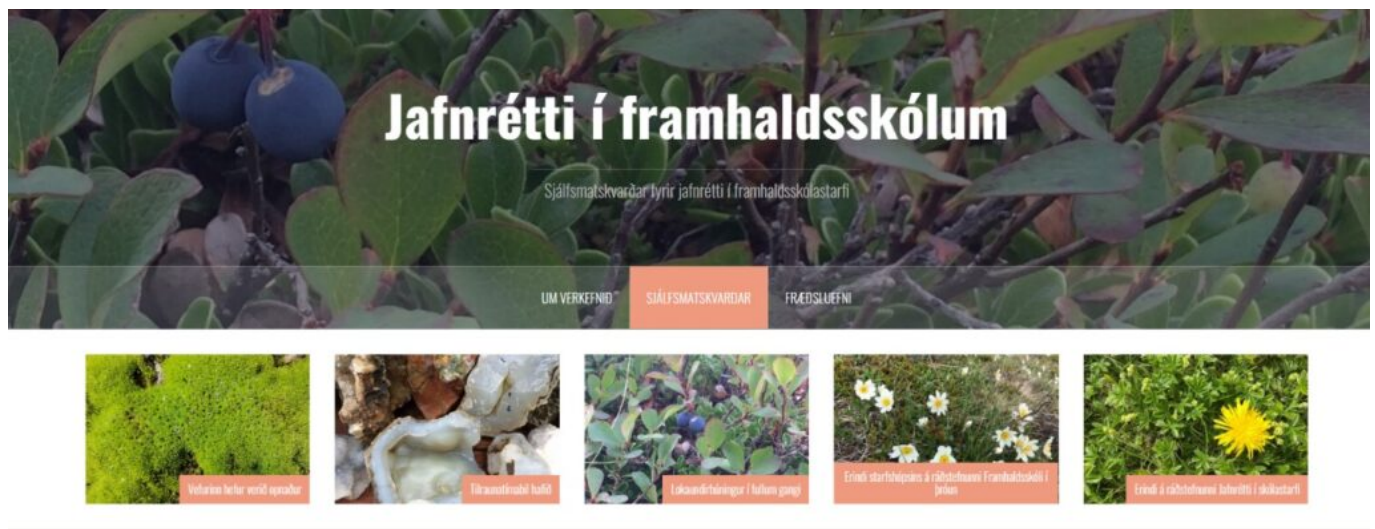 Jafnrétti í framhaldsskólum
Sjálfsmatskvarðar fyrir jafnrétti í framhaldsskólastarfi
UM VERKEFNIÐ
SJÁLFSMATSKVARÐAR
FRÆÐSLUEFNI
Vefurinn hefur verið opnaður
Tilraunatímabil hafið
Lokaundirbúningur í fullum gangi
Erindi starfshópsins á ráðstefnunni Framhaldsskóli í
þróun
Erindi á ráðstefnunni Jafnrétti í skólastarfi